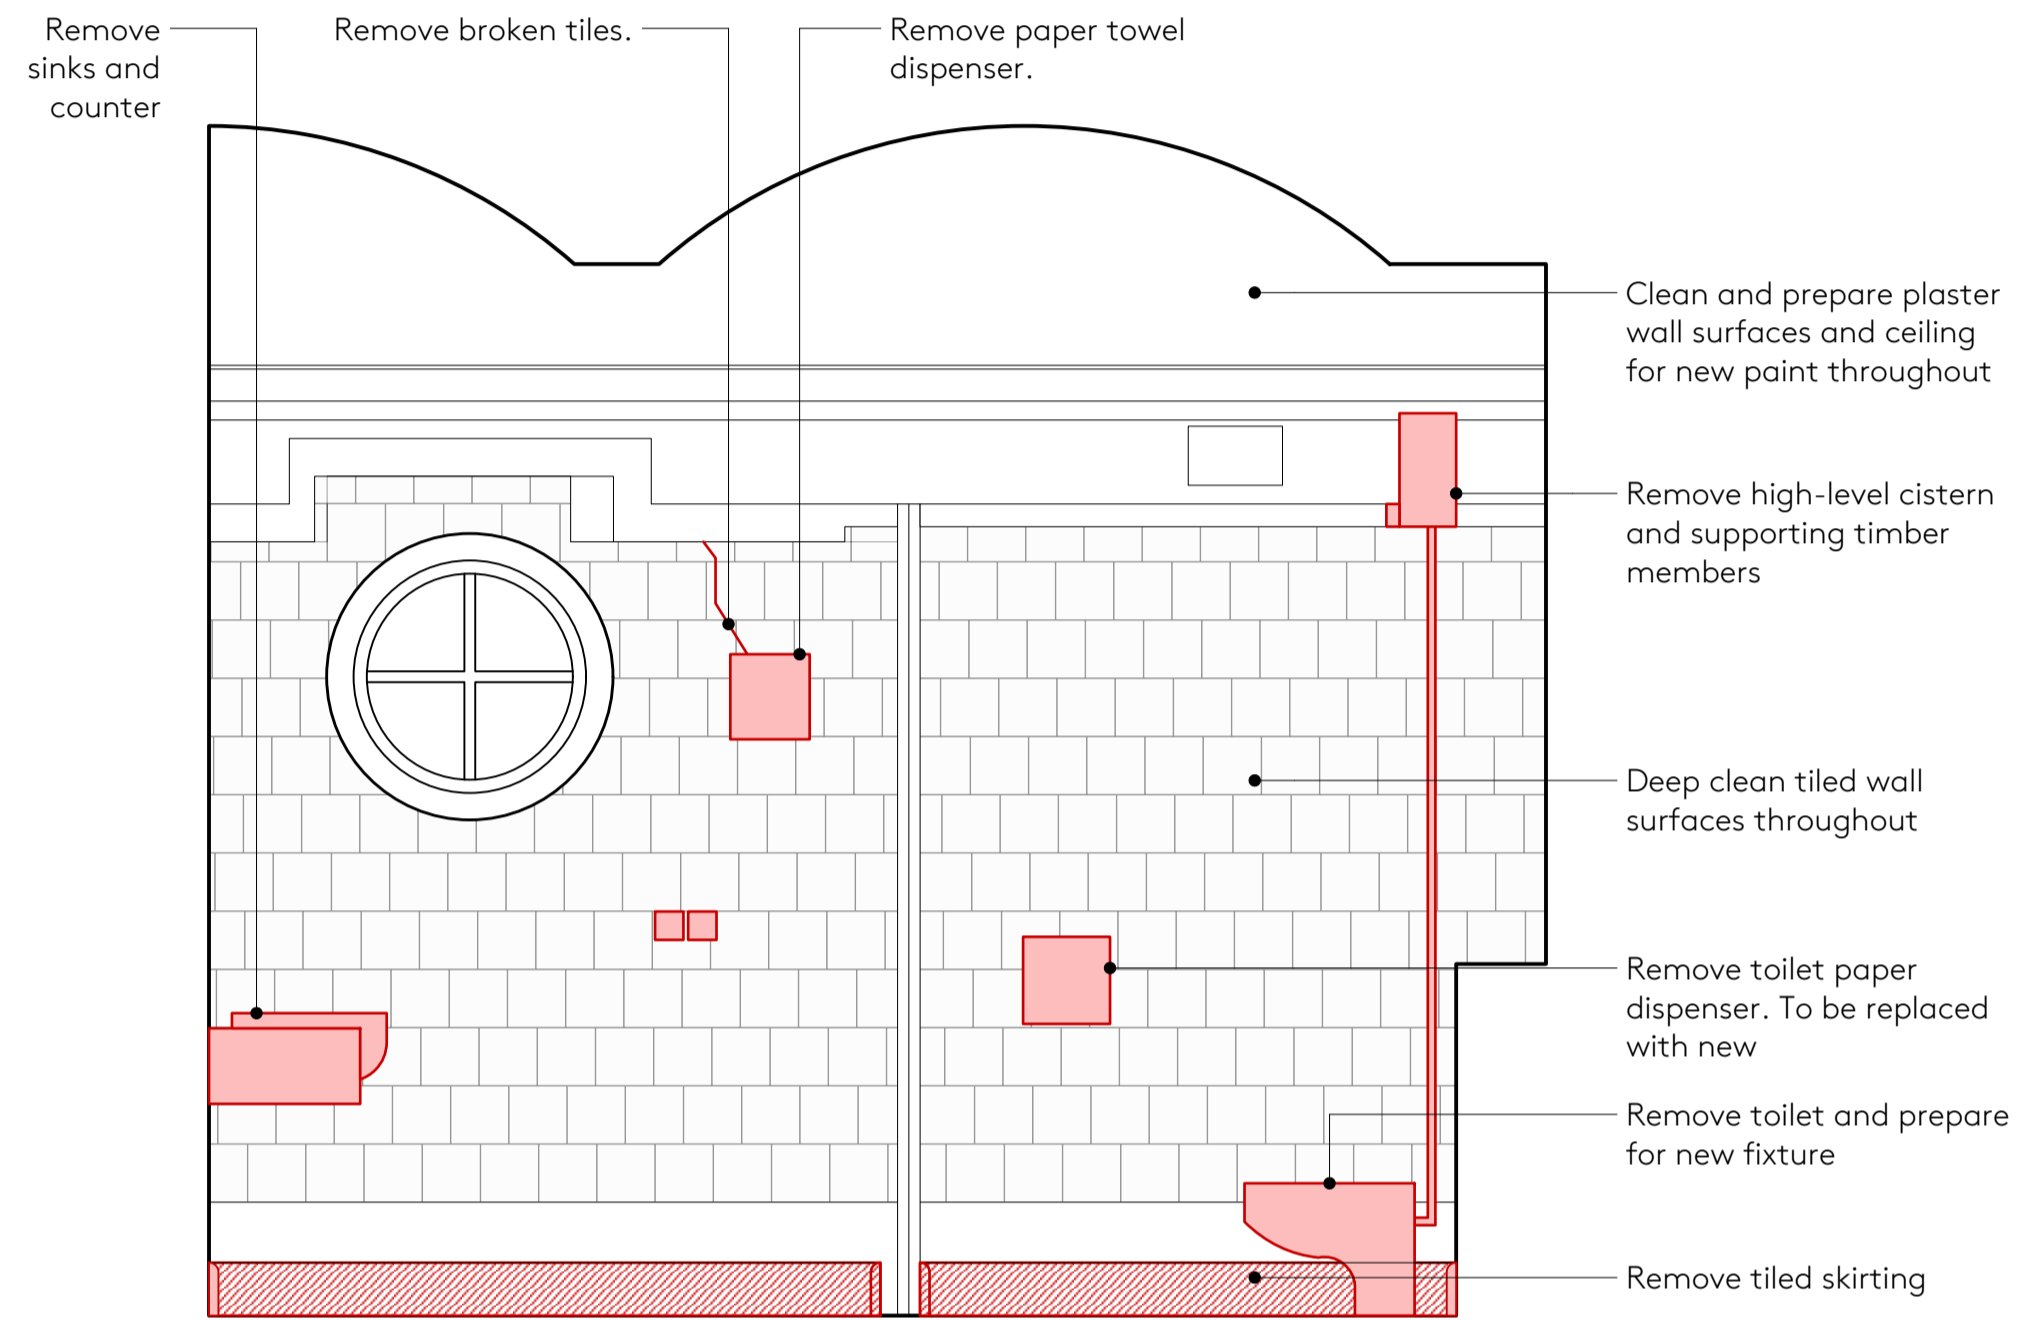 Remove
sinks and
counter
Remove broken tiles.
Remove paper towel
dispenser.
Clean and prepare plaster
wall surfaces and ceiling
for new paint throughout
Remove high-level cistern
and supporting timber
members
Deep clean tiled wall
surfaces throughout
Remove toilet paper
dispenser. To be replaced
with new
Remove toilet and prepare
for new fixture
Remove tiled skirting